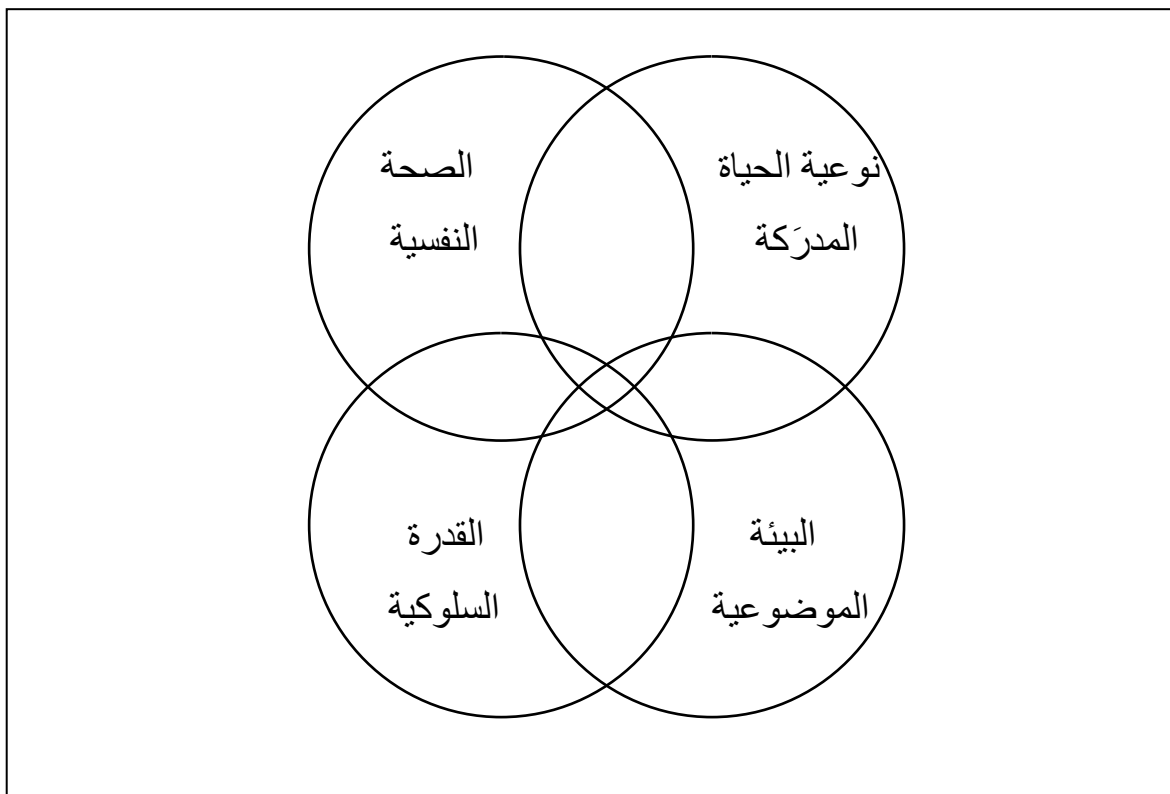 نوعية الحياة
المدرَكة
الصحة
النفسية
البيئة
الموضوعية
القدرة
السلوكية